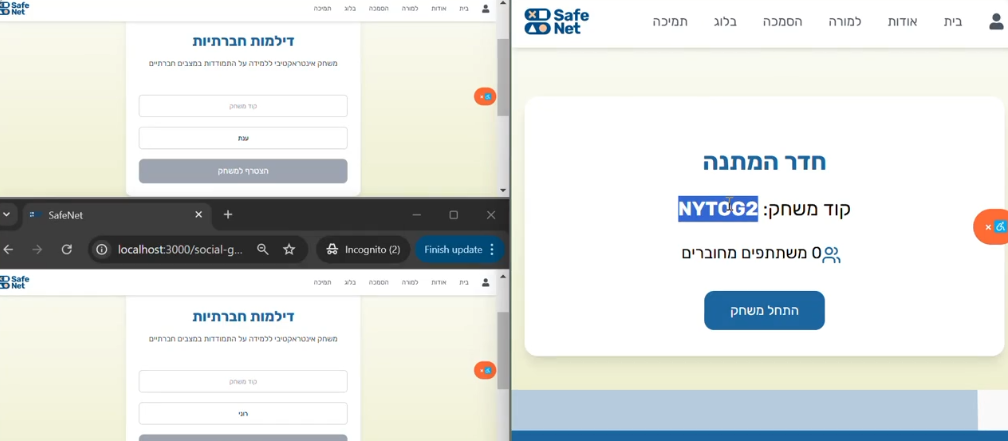 Safe
Net
בית אודות למורה הסמכה בלוג תמיכה
דילמות חברתיות
משחק אינטראקטיבי ללמידה על התמודדות במצבים חברתיים
קוד משחק
ענת
הצטרף למשחק
SafeNet
localhost:3000/social-g...
Incognito (2)
Finish update
Safe
Net
בית אודות למורה הסמכה בלוג תמיכה
דילמות חברתיות
משחק אינטראקטיבי ללמידה על התמודדות במצבים חברתיים
קוד משחק
רוני
Safe
Net
בית אודות למורה הסמכה בלוג תמיכה
חדר המתנה
קוד משחק: NYTCG2
0 משתתפים מחוברים
התחל משחק